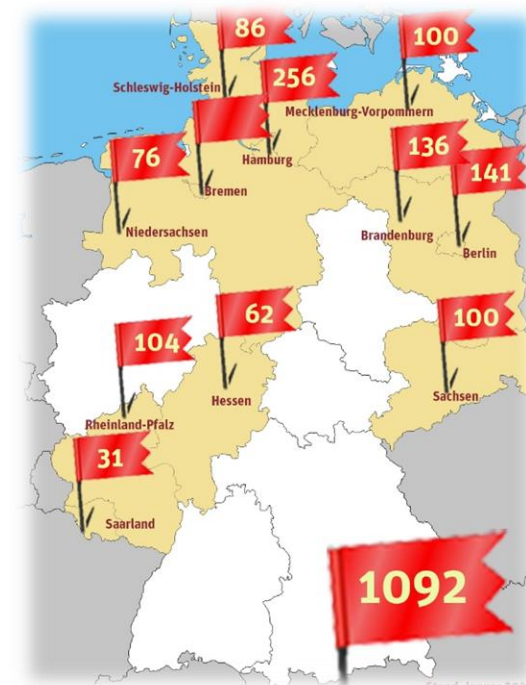 86
100
256
Schleswig-Holstein
Mecklenburg-Vorpommern
136
76
Hamburg
141
Bremen
Niedersachsen
Brandenburg
Berlin
62
100
104
Hessen
Sachsen
Rheinland-Pfalz
31
Saarland
1092